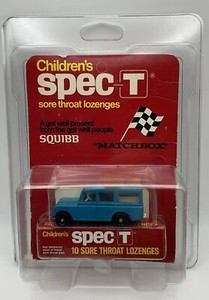 Children's
spec-T®
sore throat lozenges
A get well present
from the get well people
SQUIBB
"MATCHBOX"
Children's
spec T
10 SORE THROAT LOZENGES